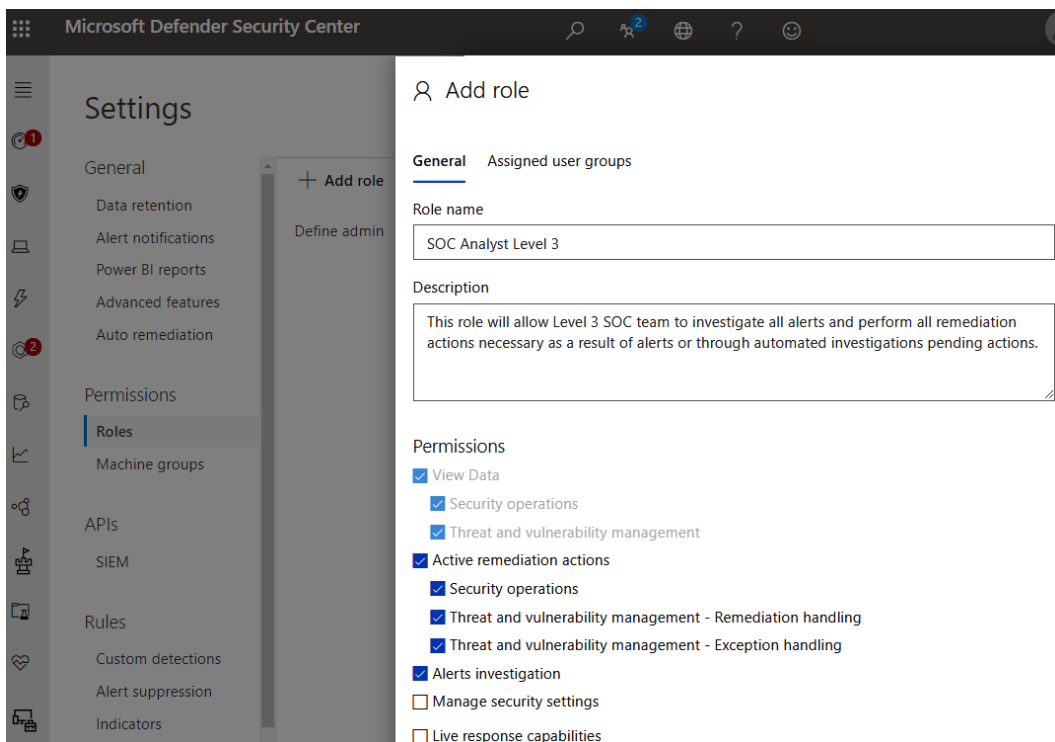 Microsoft Defender Security Center
2
1
2
Settings
General
Data retention
Alert notifications
Power BI reports
Advanced features
Auto remediation
Permissions
Roles
Machine groups
APIs
SIEM
Rules
Custom detections
Alert suppression
Indicators
Add role
Define admin
Add role
General Assigned user groups
Role name
SOC Analyst Level 3
Description
This role will allow Level 3 SOC team to investigate all alerts and perform all remediation
actions necessary as a result of alerts or through automated investigations pending actions.
Permissions
View Data
Security operations
Threat and vulnerability management
Active remediation actions
Security operations
Threat and vulnerability management - Remediation handling
Threat and vulnerability management - Exception handling
Alerts investigation
Manage security settings
Live response capabilities